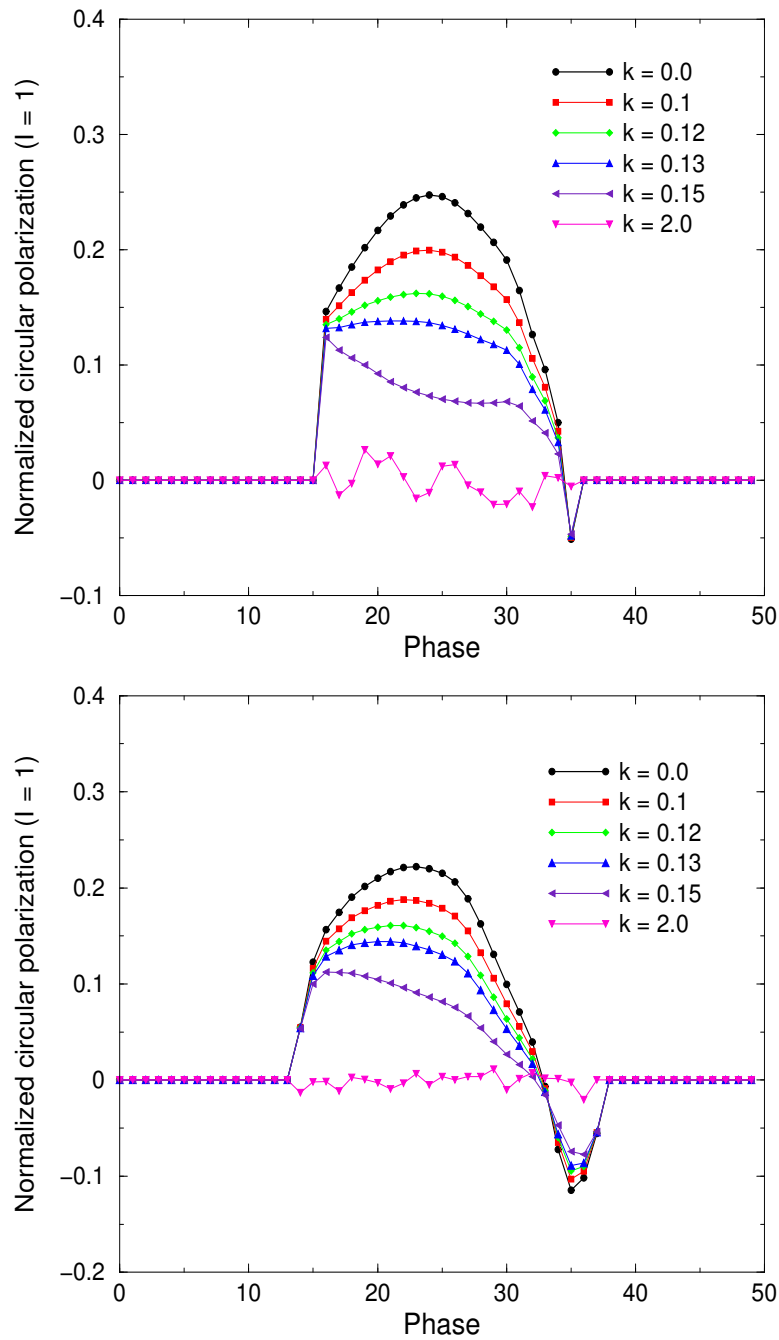 0.4
0.3
0.2
0.1
0
−0.1
Normalized circular polarization (I = 1)
k = 0.0
k = 0.1
k = 0.12
k = 0.13
k = 0.15
k = 2.0
0 10 20 30 40 50
Phase
0.4
0.3
0.2
0.1
0
−0.1
−0.2
Normalized circular polarization (I = 1)
k = 0.0
k = 0.1
k = 0.12
k = 0.13
k = 0.15
k = 2.0
0 10 20 30 40 50
Phase